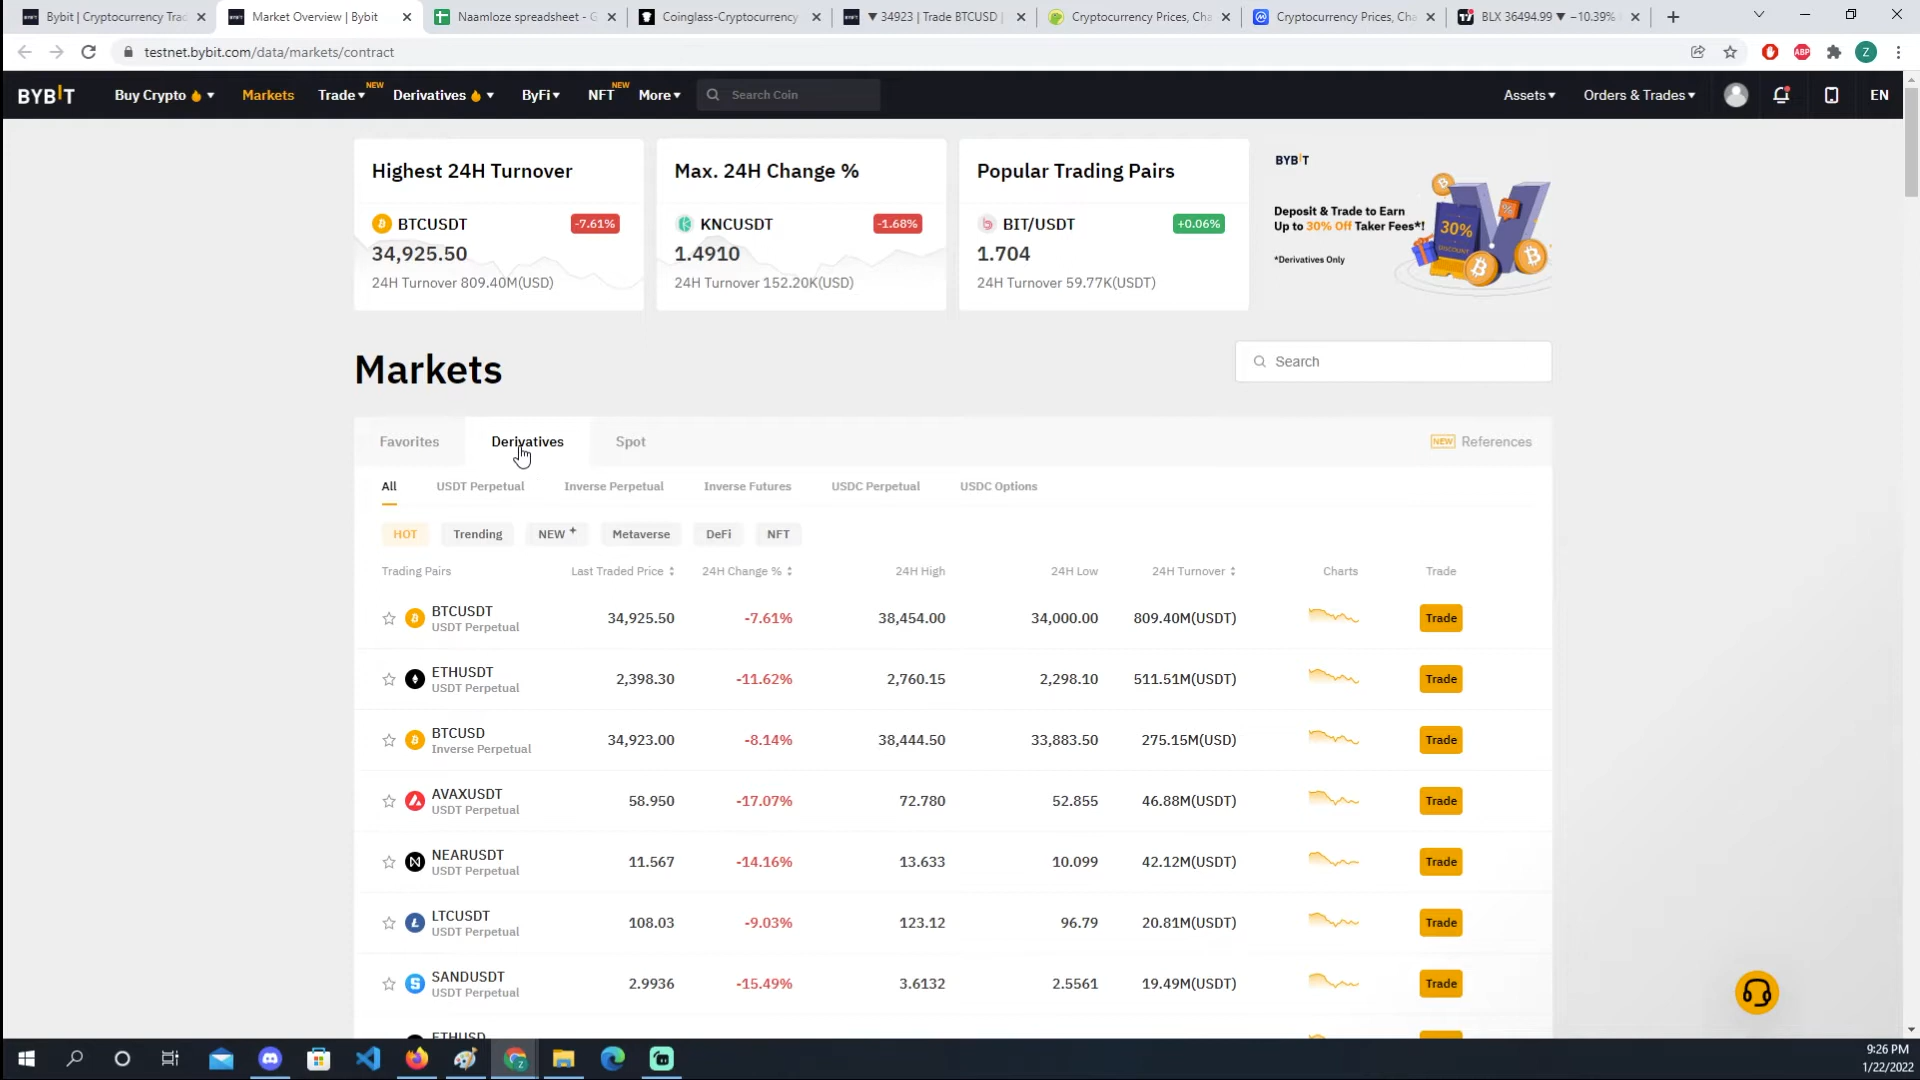 Bybit | Cryptocurrency Trac
Market Overview | Bybit
Naamloze spreadsheet - G
Coinglass-Cryptocurrency
▼ 34923 | Trade BTCUSD |
Cryptocurrency Prices, Cha
Cryptocurrency Prices, Cha
BLX 36494.99 ▼ −10.39%
testnet.bybit.com/data/markets/contract
ABP
Z
BYBIT
Buy Crypto
Markets
Trade
NEW
Derivatives
ByFi
NFT
NEW
More
Search Coin
Assets
Orders & Trades
EN
Highest 24H Turnover
BTCUSDT
-7.61%
34,925.50
24H Turnover 809.40M(USD)
Max. 24H Change %
KNCUSDT
-1.68%
1.4910
24H Turnover 152.20K(USD)
Popular Trading Pairs
BIT/USDT
+0.06%
1.704
24H Turnover 59.77K(USDT)
BYBIT
Deposit & Trade to Earn
Up to 30% Off Taker Fees*!
*Derivatives Only
30%
DISCOUNT
Markets
Search
Favorites Derivatives Spot
NEW References
All USDT Perpetual Inverse Perpetual Inverse Futures USDC Perpetual USDC Options
HOT Trending NEW+ Metaverse DeFi NFT
Trading Pairs Last Traded Price 24H Change % 24H High 24H Low 24H Turnover Charts Trade
BTCUSDT 34,925.50 -7.61% 38,454.00 34,000.00 809.40M(USDT) Trade
USDT Perpetual
ETHUSDT 2,398.30 -11.62% 2,760.15 2,298.10 511.51M(USDT) Trade
USDT Perpetual
BTCUSD 34,923.00 -8.14% 38,444.50 33,883.50 275.15M(USD) Trade
Inverse Perpetual
AVAXUSDT 58.950 -17.07% 72.780 52.855 46.88M(USDT) Trade
USDT Perpetual
NEARUSDT 11.567 -14.16% 13.633 10.099 42.12M(USDT) Trade
USDT Perpetual
LTCUSDT 108.03 -9.03% 123.12 96.79 20.81M(USDT) Trade
USDT Perpetual
SANDUSDT 2.9936 -15.49% 3.6132 2.5561 19.49M(USDT) Trade
USDT Perpetual
ETHUSD
9:26 PM
1/22/2022